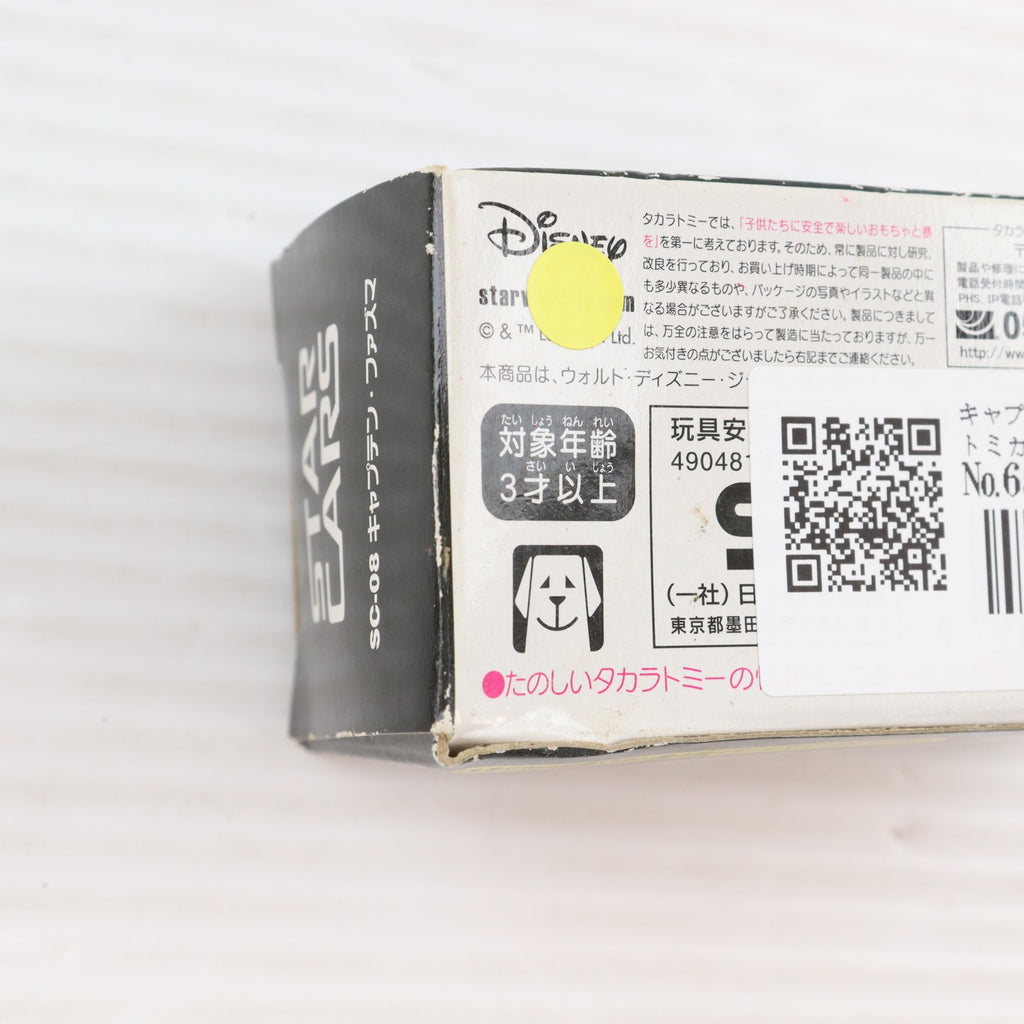 STAR
CARS
SC-08 キャプテン・ファズマ
Disney
starw m
© & ™ L Ltd.
タカラトミーでは、「子供たちに安全で楽しいおもちゃと夢
を」を第一に考えております。そのため、常に製品に対し研究、
改良を行っており、お買い上げ時期によって同一製品の中に
も多少異なるものや、パッケージの写真やイラストなどと異
なる場合がございますがご了承ください。製品につきまして
は、万全の注意をはらって製造に当たっておりますが、万一
お気付きの点がございましたら右記までご連絡ください。
本商品は、ウォルト・ディズニー・ジ
たい しょう ねん れい
対象年齢
さい い じょう
3才以上
玩具安
49048
(一社) 日
東京都墨田
●たのしいタカラトミーの
タカラ
〒
製品や修理に
電話受付時間
PHS、IP電話
0
http://ww
キャプ
トミカ
No.6